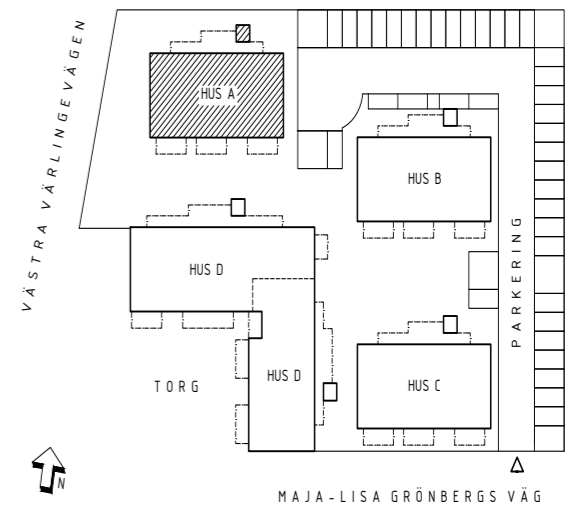 HUS A
VÄSTRA VÄRLINGEVÄGEN
HUS B
HUS D
PARKERING
TORG
HUS D
HUS C
N
MAJA-LISA GRÖNBERGS VÄG